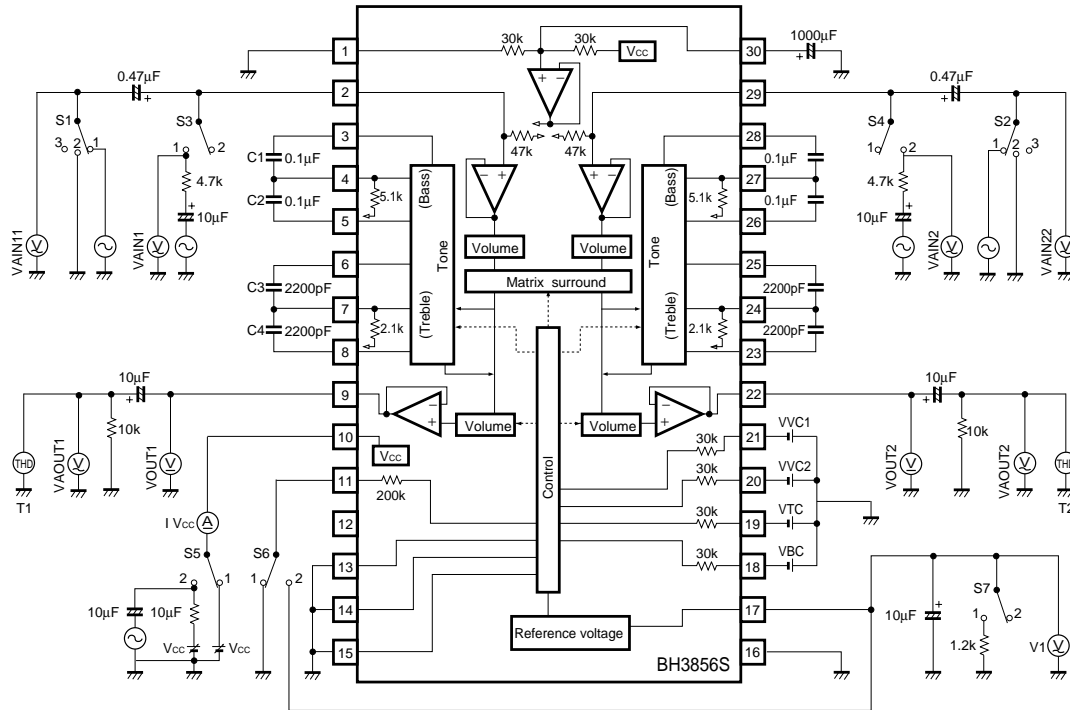 30k
30k
Vcc
1
30
1000μF
+
0.47μF
+
2
29
0.47μF
+
S1
3
2
1
S3
1
2
4.7k
+
10μF
VAIN11
V
VAIN1
V
C1
0.1μF
C2
0.1μF
3
4
5
5.1k
(Bass)
Tone
(Treble)
C3
2200pF
C4
2200pF
6
7
8
2.1k
+ −
47k
47k
− +
+ −
Volume
Volume
Matrix surround
(Bass)
Tone
(Treble)
5.1k
2.1k
28
27
26
25
24
23
0.1μF
0.1μF
2200pF
2200pF
S4
1
2
4.7k
+
10μF
VAIN2
V
S2
1
2
3
VAIN22
V
10μF
+
9
10k
THD
T1
VAOUT1
V
VOUT1
V
−
+
Volume
Volume
−
+
22
10μF
+
10k
VOUT2
V
VAOUT2
V
THD
T2
10
Vcc
11
200k
12
13
14
15
Control
30k
21
VVC1
30k
20
VVC2
30k
19
VTC
30k
18
VBC
17
16
I Vcc
A
S5
2
1
S6
1
2
10μF
10μF
Vcc
Vcc
Reference voltage
BH3856S
10μF
+
S7
1
2
1.2k
V1
V